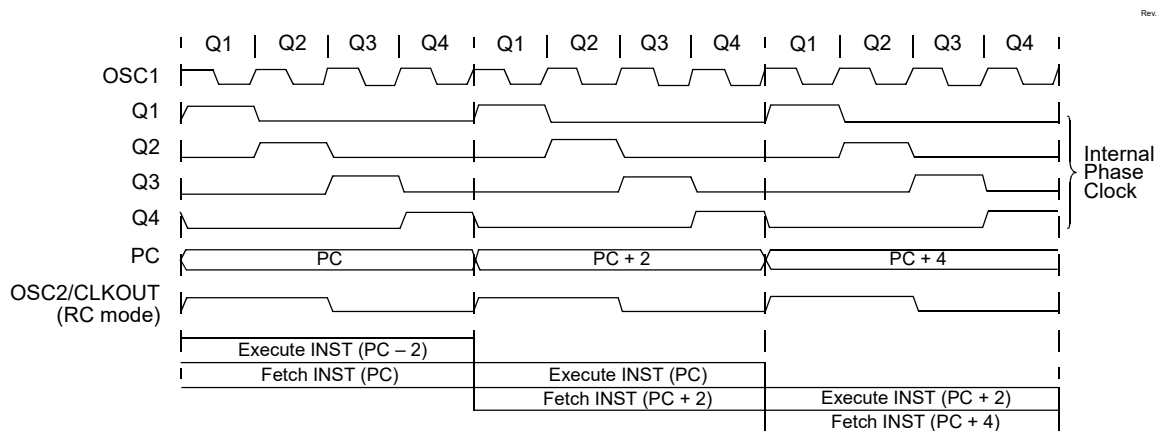 Rev.
Q1 Q2 Q3 Q4 Q1 Q2 Q3 Q4 Q1 Q2 Q3 Q4
OSC1
Q1
Q2
Q3
Q4
Internal
Phase
Clock
PC PC PC + 2 PC + 4
OSC2/CLKOUT
(RC mode)
Execute INST (PC – 2)
Fetch INST (PC) Execute INST (PC)
Fetch INST (PC + 2) Execute INST (PC + 2)
Fetch INST (PC + 4)